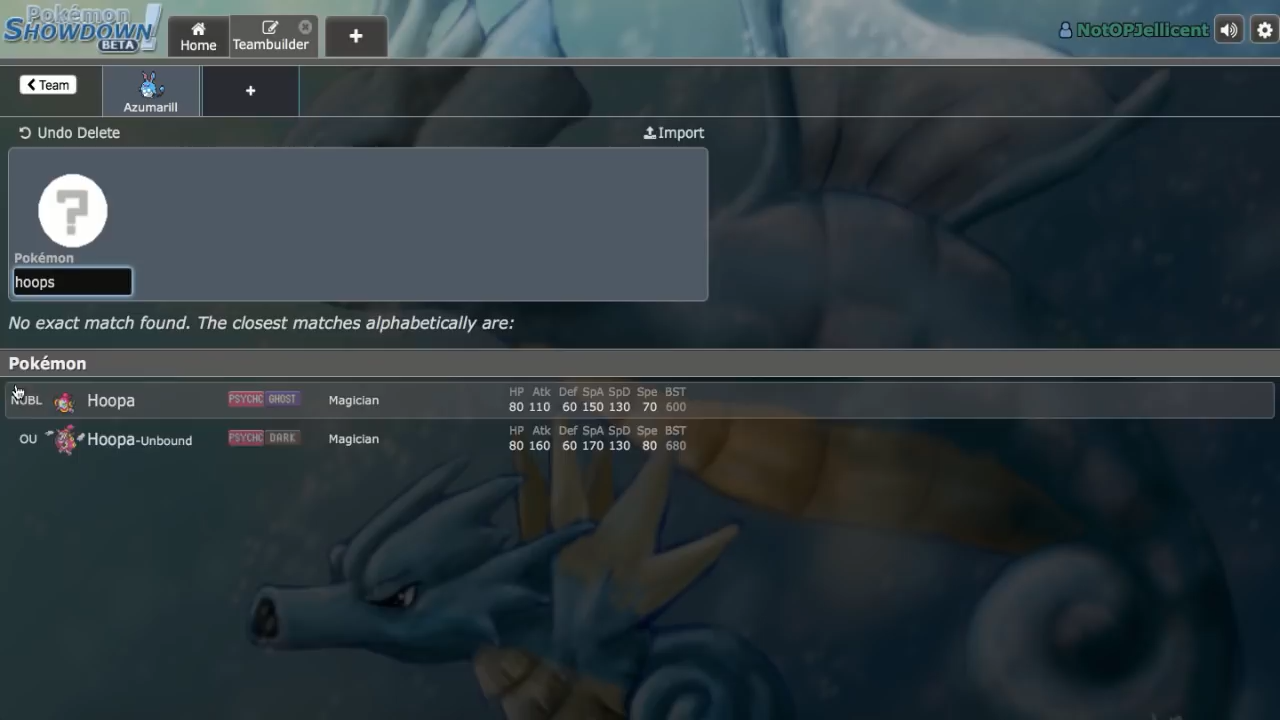 Pokémon
SHOWDOWN!
BETA
Home
Teambuilder
+
NotOPJellicent
Team
Azumarill
+
Undo Delete
Import
?
Pokémon
hoops
No exact match found. The closest matches alphabetically are:
Pokémon
Hoopa PSYCHC GHOST Magician HP 80 Atk 110 Def 60 SpA 150 SpD 130 Spe 70 BST 600
OU Hoopa-Unbound PSYCHC DARK Magician HP 80 Atk 160 Def 60 SpA 170 SpD 130 Spe 80 BST 680